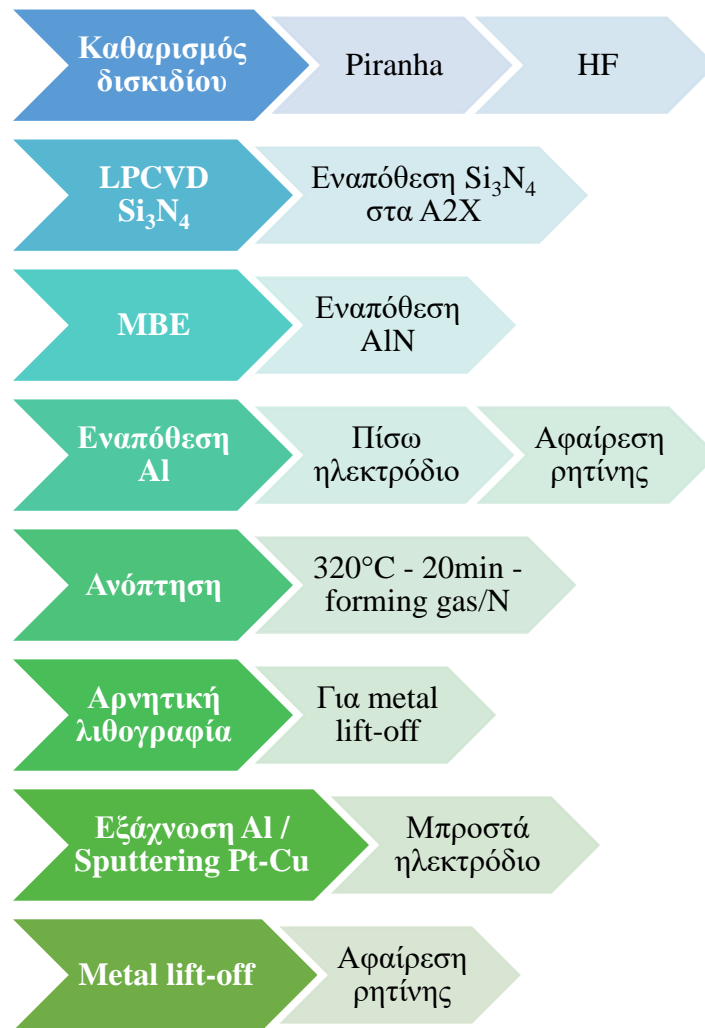 Καθαρισμός
δισκιδίου
Piranha
HF
LPCVD
Si₃N₄
Εναπόθεση Si₃N₄
στα A2X
MBE
Εναπόθεση
AlN
Εναπόθεση
Al
Πίσω
ηλεκτρόδιο
Αφαίρεση
ρητίνης
Ανόπτηση
320°C - 20min -
forming gas/N
Αρνητική
λιθογραφία
Για metal
lift-off
Εξάχνωση Al /
Sputtering Pt-Cu
Μπροστά
ηλεκτρόδιο
Metal lift-off
Αφαίρεση
ρητίνης